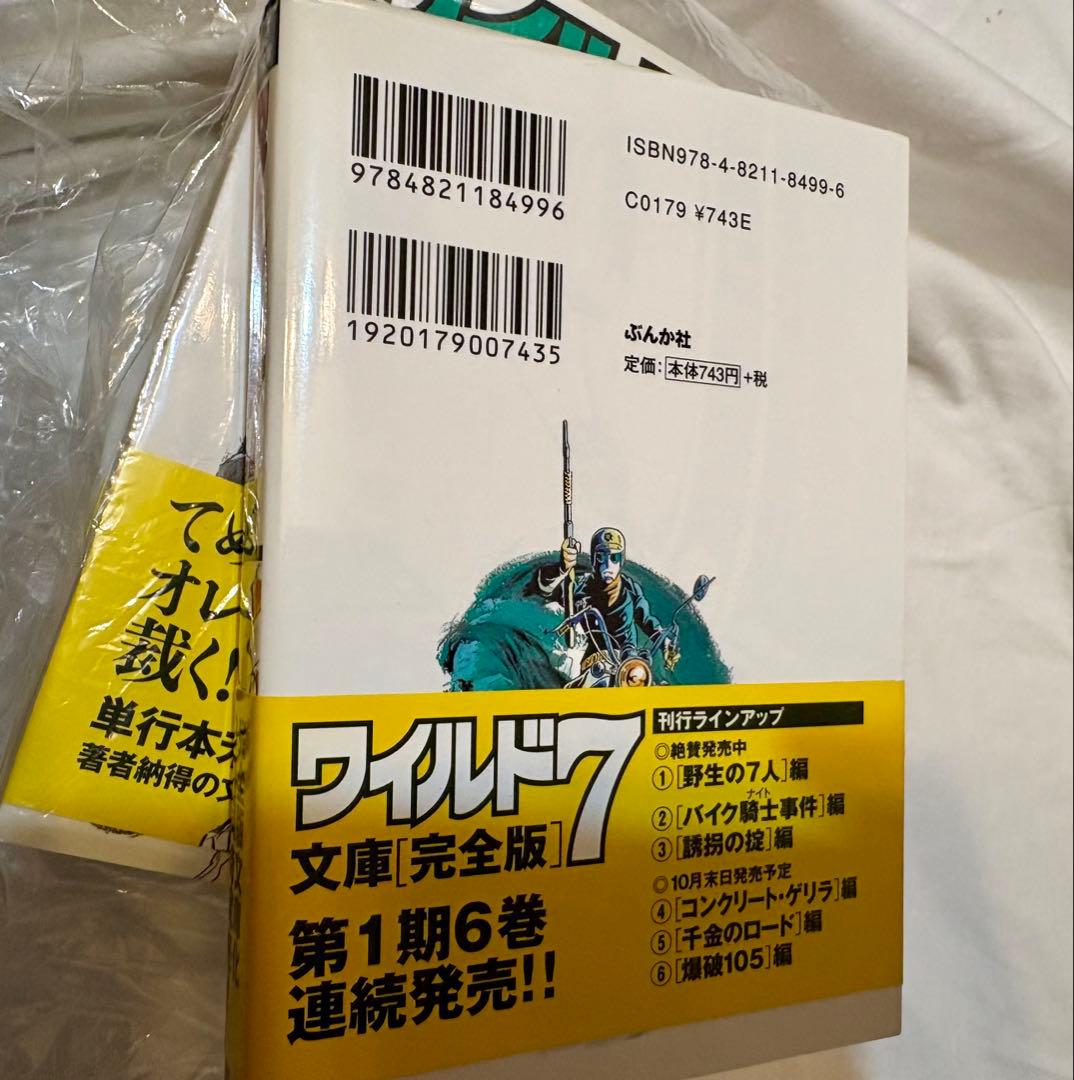 9784821184996
ISBN978-4-8211-8499-6
C0179 ¥743E
1920179007435
ぶんか社
定価：本体743円+税
ワイルド7
文庫[完全版]
第1期6巻
連続発売!!
刊行ラインアップ
◎絶賛発売中
①[野生の7人]編
ナイト
②[バイク騎士事件]編
③[誘拐の掟]編
◎10月末日発売予定
④[コンクリート・ゲリラ]編
⑤[千金のロード]編
⑥[爆破105]編
オレ
裁く!
単行本
著者納得の文